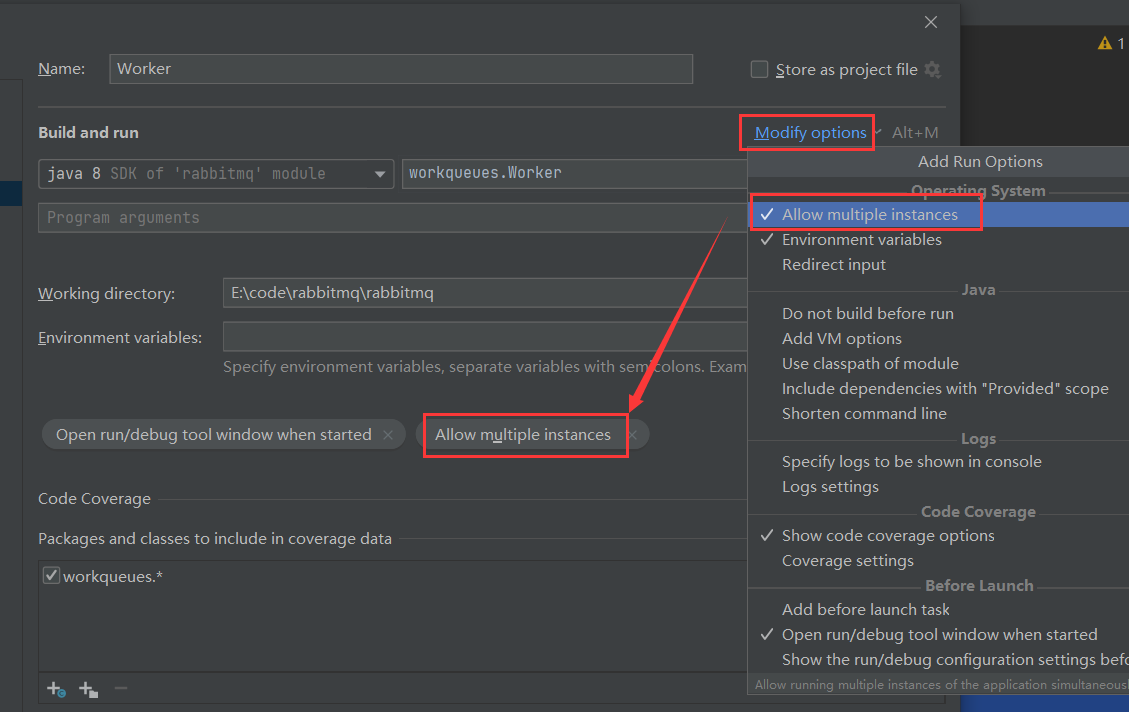 Name:
Worker
Store as project file
1
Build and run
Modify options
Alt+M
java 8 SDK of 'rabbitmq' module
workqueues.Worker
Program arguments
Working directory:
E:\code\rabbitmq\rabbitmq
Environment variables:
Specify environment variables, separate variables with semicolons. Exam
Open run/debug tool window when started
Allow multiple instances
Code Coverage
Packages and classes to include in coverage data
workqueues.*
Add Run Options
Operating System
Allow multiple instances
Environment variables
Redirect input
Java
Do not build before run
Add VM options
Use classpath of module
Include dependencies with "Provided" scope
Shorten command line
Logs
Specify logs to be shown in console
Logs settings
Code Coverage
Show code coverage options
Coverage settings
Before Launch
Add before launch task
Open run/debug tool window when started
Show the run/debug configuration settings befo
Allow running multiple instances of the application simultaneousl